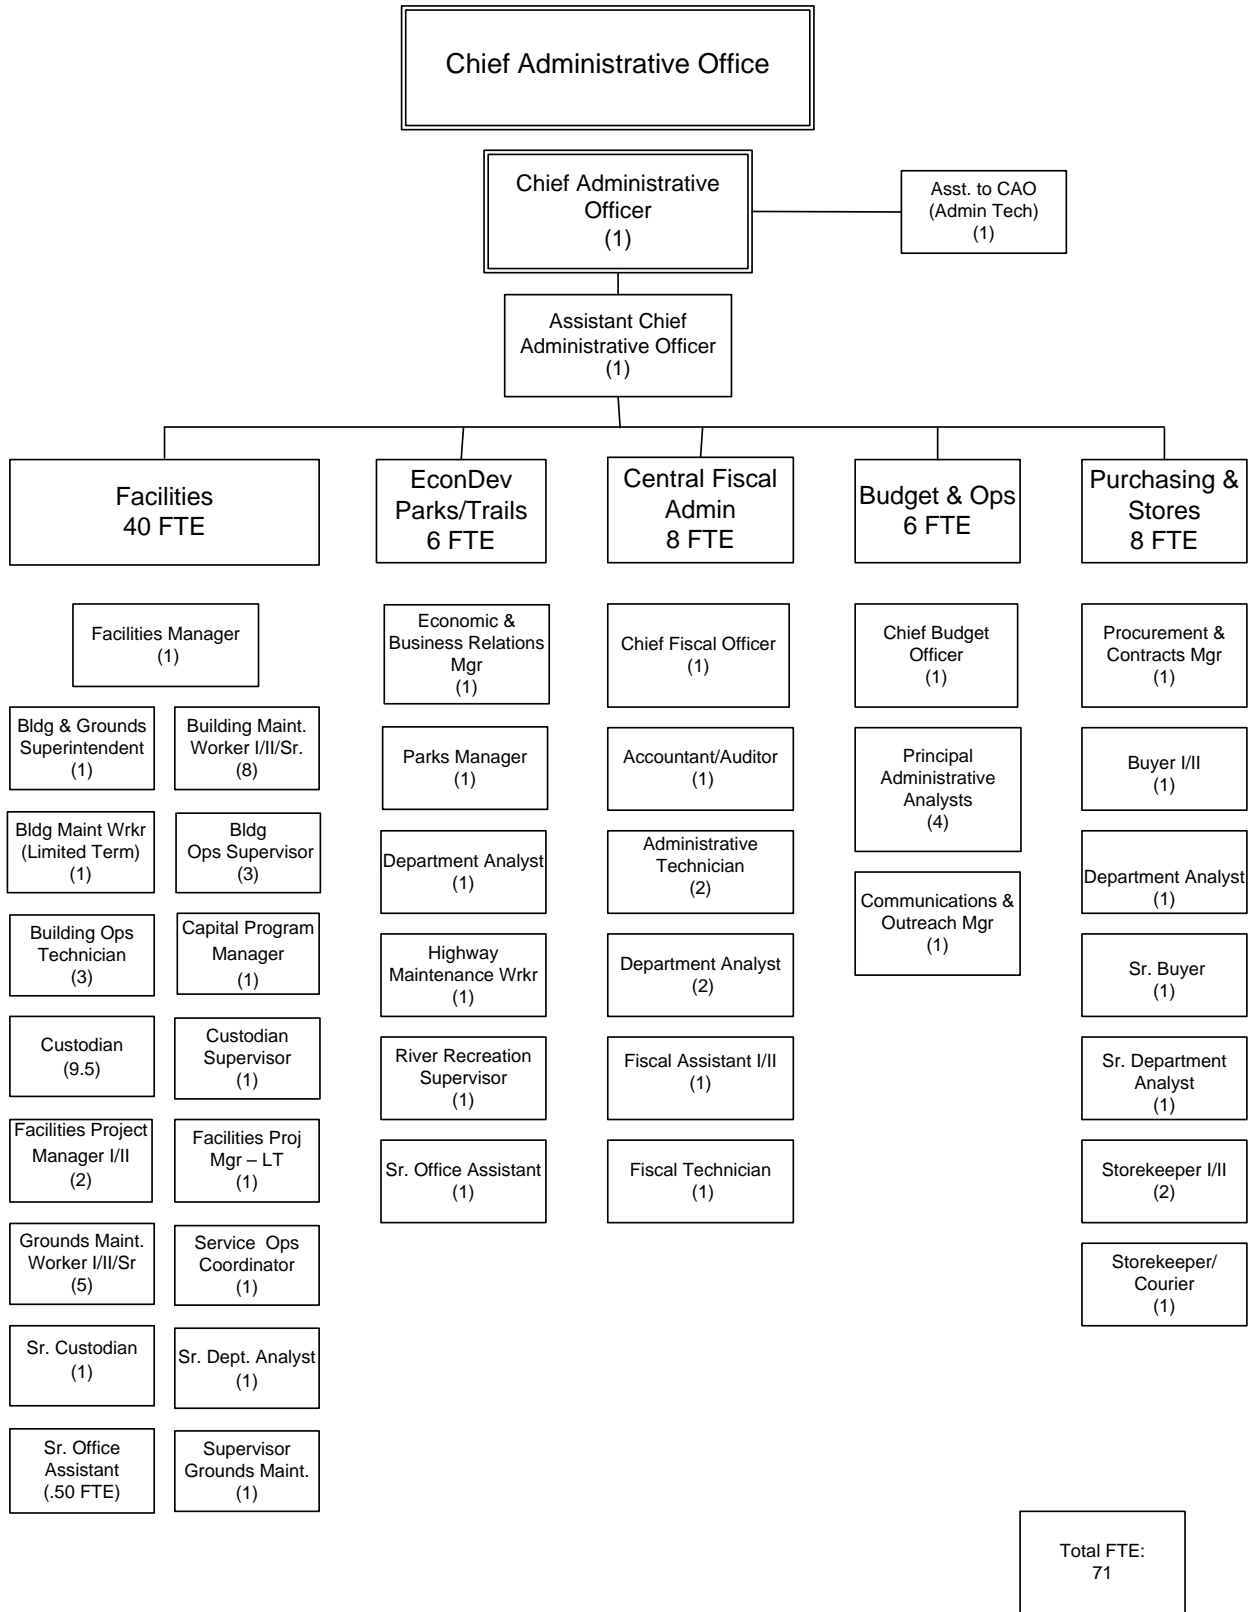 Chief Administrative Office
Chief Administrative
Officer
(1)
Asst. to CAO
(Admin Tech)
(1)
Assistant Chief
Administrative Officer
(1)
Facilities
40 FTE
EconDev
Parks/Trails
6 FTE
Central Fiscal
Admin
8 FTE
Budget & Ops
6 FTE
Purchasing &
Stores
8 FTE
Facilities Manager
(1)
Bldg & Grounds
Superintendent
(1)
Building Maint.
Worker I/II/Sr.
(8)
Bldg Maint Wrkr
(Limited Term)
(1)
Bldg
Ops Supervisor
(3)
Building Ops
Technician
(3)
Capital Program
Manager
(1)
Custodian
(9.5)
Custodian
Supervisor
(1)
Facilities Project
Manager I/II
(2)
Facilities Proj
Mgr – LT
(1)
Grounds Maint.
Worker I/II/Sr
(5)
Service Ops
Coordinator
(1)
Sr. Custodian
(1)
Sr. Dept. Analyst
(1)
Sr. Office
Assistant
(.50 FTE)
Supervisor
Grounds Maint.
(1)
Economic &
Business Relations
Mgr
(1)
Parks Manager
(1)
Department Analyst
(1)
Highway
Maintenance Wrkr
(1)
River Recreation
Supervisor
(1)
Sr. Office Assistant
(1)
Chief Fiscal Officer
(1)
Accountant/Auditor
(1)
Administrative
Technician
(2)
Department Analyst
(2)
Fiscal Assistant I/II
(1)
Fiscal Technician
(1)
Chief Budget
Officer
(1)
Principal
Administrative
Analysts
(4)
Communications &
Outreach Mgr
(1)
Procurement &
Contracts Mgr
(1)
Buyer I/II
(1)
Department Analyst
(1)
Sr. Buyer
(1)
Sr. Department
Analyst
(1)
Storekeeper I/II
(2)
Storekeeper/
Courier
(1)
Total FTE:
71